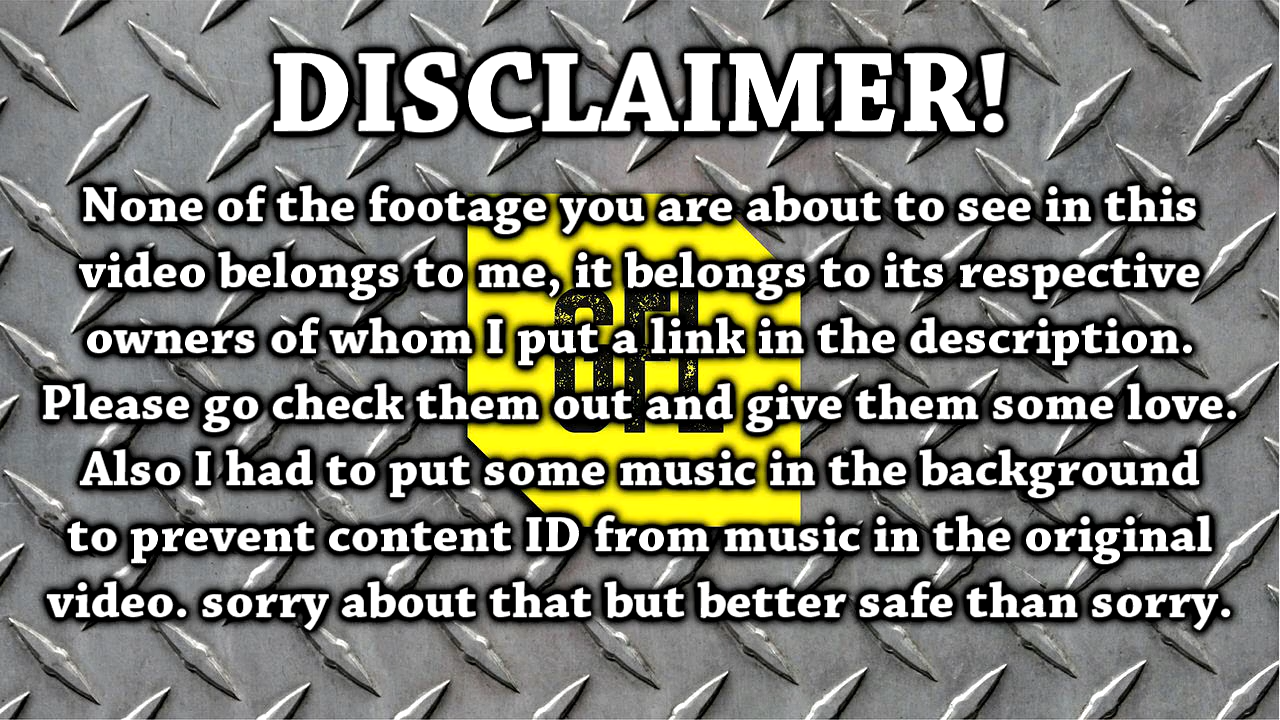 DISCLAIMER!
None of the footage you are about to see in this
video belongs to me, it belongs to its respective
owners of whom I put a link in the description.
Please go check them out and give them some love.
Also I had to put some music in the background
to prevent content ID from music in the original
video. sorry about that but better safe than sorry.
GFL